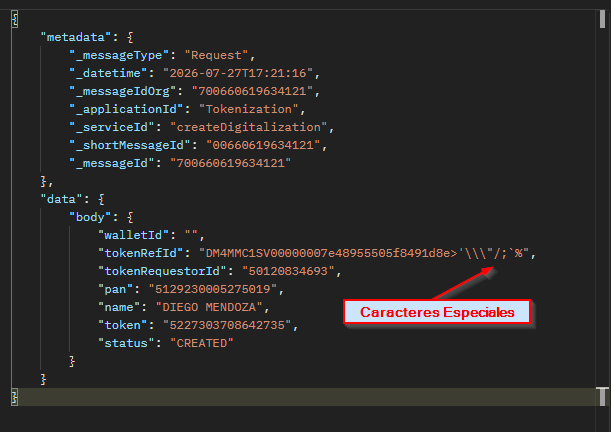 {
"metadata": {
"_messageType": "Request",
"_datetime": "2026-07-27T17:21:16",
"_messageIdOrg": "700660619634121",
"_applicationId": "Tokenization",
"_serviceId": "createDigitalization",
"_shortMessageId": "00660619634121",
"_messageId": "700660619634121"
},
"data": {
"body": {
"walletId": "",
"tokenRefId": "DM4MMC1SV00000007e48955505f8491d8e>'\\\"/;`%",
"tokenRequestorId": "50120834693",
"pan": "5129230005275019",
"name": "DIEGO MENDOZA",
"token": "5227303708642735",
"status": "CREATED"
}
}
}
Caracteres Especiales